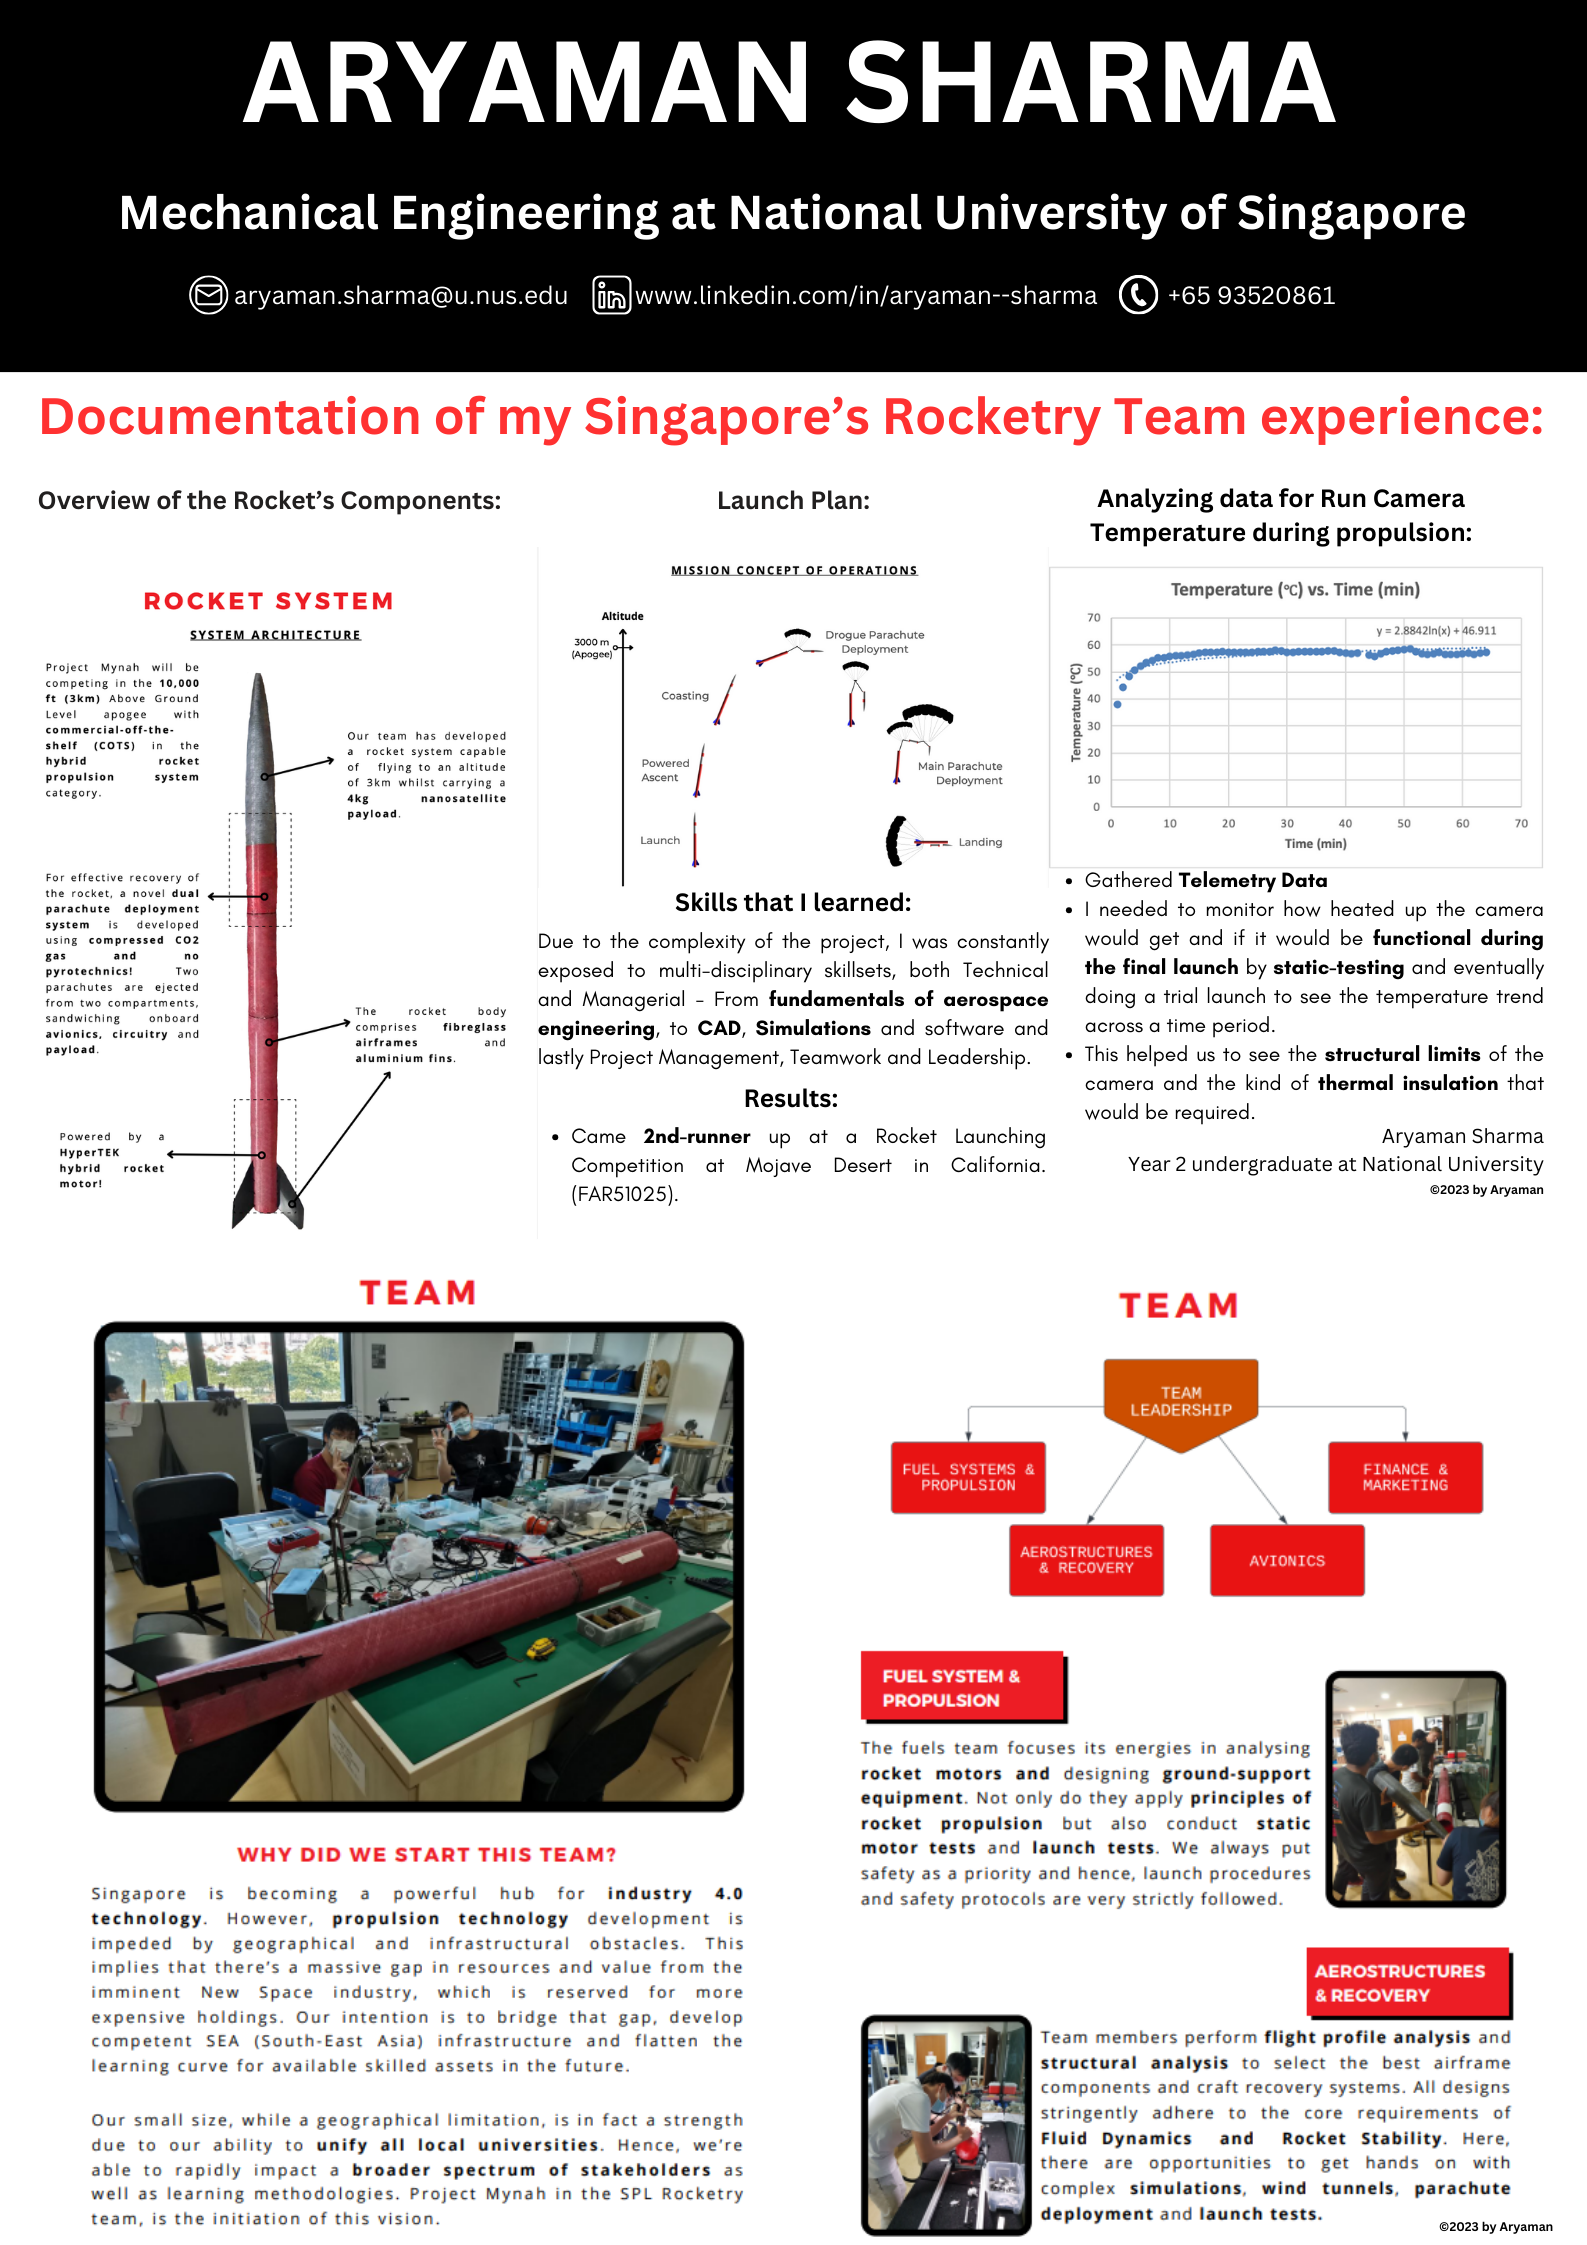 ARYAMAN SHARMA
Mechanical Engineering at National University of Singapore
aryaman.sharma@u.nus.edu
www.linkedin.com/in/aryaman--sharma
+65 93520861
Documentation of my Singapore's Rocketry Team experience:
Overview of the Rocket's Components:
ROCKET SYSTEM
SYSTEM ARCHITECTURE
Project Mynah will be
competing in the 10,000
ft (3km) Above Ground
Level apogee with
commercial-off-the-
shelf (COTS) in the
hybrid rocket
propulsion system
category.
Our team has developed
a rocket system capable
of flying to an altitude
of 3km whilst carrying a
4kg nanosatellite
payload.
For effective recovery of
the rocket, a novel dual
parachute deployment
system is developed
using compressed CO2
gas and no
pyrotechnics! Two
parachutes are ejected
from two compartments,
sandwiching onboard
avionics, circuitry and
payload.
The rocket body
comprises fibreglass
airframes and
aluminium fins.
Powered by a
HyperTEK
hybrid rocket
motor!
Launch Plan:
MISSION CONCEPT OF OPERATIONS
Altitude
3000 m
(Apogee)
Drogue Parachute
Deployment
Coasting
Powered
Ascent
Main Parachute
Deployment
Launch
Landing
Skills that I learned:
Due to the complexity of the project, I was constantly
exposed to multi-disciplinary skillsets, both Technical
and Managerial - From fundamentals of aerospace
engineering, to CAD, Simulations and software and
lastly Project Management, Teamwork and Leadership.
Results:
• Came 2nd-runner up at a Rocket Launching
Competition at Mojave Desert in California.
(FAR51025).
Analyzing data for Run Camera
Temperature during propulsion:
Temperature (°C) vs. Time (min)
y = 2.8842ln(x) + 46.911
Temperature (°C)
70
60
50
40
30
20
10
0
0 10 20 30 40 50 60 70
Time (min)
• Gathered Telemetry Data
• I needed to monitor how heated up the camera
would get and if it would be functional during
the final launch by static-testing and eventually
doing a trial launch to see the temperature trend
across a time period.
• This helped us to see the structural limits of the
camera and the kind of thermal insulation that
would be required.
Aryaman Sharma
Year 2 undergraduate at National University
©2023 by Aryaman
TEAM
WHY DID WE START THIS TEAM?
Singapore is becoming a powerful hub for industry 4.0
technology. However, propulsion technology development is
impeded by geographical and infrastructural obstacles. This
implies that there's a massive gap in resources and value from the
imminent New Space industry, which is reserved for more
expensive holdings. Our intention is to bridge that gap, develop
competent SEA (South-East Asia) infrastructure and flatten the
learning curve for available skilled assets in the future.
Our small size, while a geographical limitation, is in fact a strength
due to our ability to unify all local universities. Hence, we're
able to rapidly impact a broader spectrum of stakeholders as
well as learning methodologies. Project Mynah in the SPL Rocketry
team, is the initiation of this vision.
TEAM
TEAM
LEADERSHIP
FUEL SYSTEMS &
PROPULSION
FINANCE &
MARKETING
AEROSTRUCTURES
& RECOVERY
AVIONICS
FUEL SYSTEM &
PROPULSION
The fuels team focuses its energies in analysing
rocket motors and designing ground-support
equipment. Not only do they apply principles of
rocket propulsion but also conduct static
motor tests and launch tests. We always put
safety as a priority and hence, launch procedures
and safety protocols are very strictly followed.
AEROSTRUCTURES
& RECOVERY
Team members perform flight profile analysis and
structural analysis to select the best airframe
components and craft recovery systems. All designs
stringently adhere to the core requirements of
Fluid Dynamics and Rocket Stability. Here,
there are opportunities to get hands on with
complex simulations, wind tunnels, parachute
deployment and launch tests.
©2023 by Aryaman